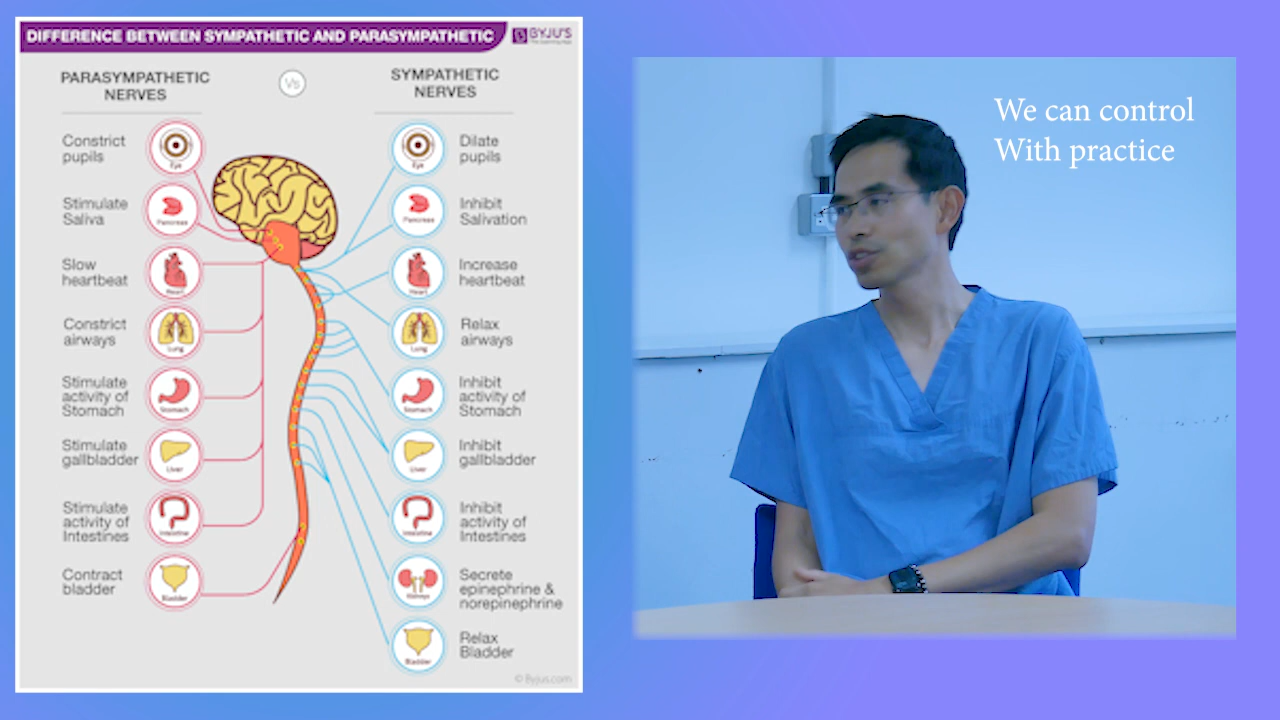 DIFFERENCE BETWEEN SYMPATHETIC AND PARASYMPATHETIC
BYJU'S
The Learning App
PARASYMPATHETIC
NERVES
Vs
SYMPATHETIC
NERVES
Constrict
pupils
Eye
Eye
Dilate
pupils
Stimulate
Saliva
Pancreas
Pancreas
Inhibit
Salivation
Slow
heartbeat
Heart
Heart
Increase
heartbeat
Constrict
airways
Lung
Lung
Relax
airways
Stimulate
activity of
Stomach
Stomach
Stomach
Inhibit
activity of
Stomach
Stimulate
gallbladder
Liver
Liver
Inhibit
gallbladder
Stimulate
activity of
Intestines
Intestine
Intestine
Inhibit
activity of
Intestines
Contract
bladder
Bladder
Kidneys
Secrete
epinephrine &
norepinephrine
Bladder
Relax
Bladder
© Byjus.com
We can control
With practice